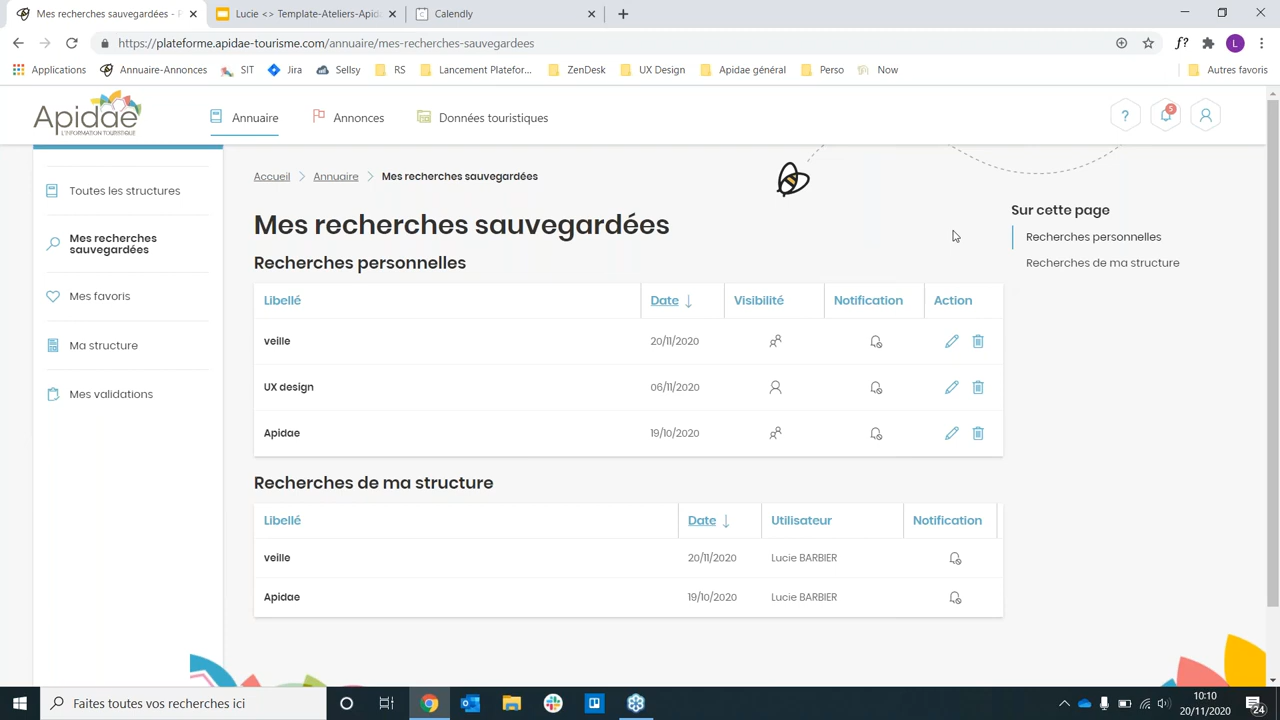 Mes recherches sauvegardées - P
Lucie <> Template-Ateliers-Apid
Calendly
https://plateforme.apidae-tourisme.com/annuaire/mes-recherches-sauvegardees
f?
L
Applications
Annuaire-Annonces
SIT
Jira
Sellsy
RS
Lancement Platefor...
ZenDesk
UX Design
Apidae général
Perso
Now
Autres favoris
Apidae
L'INFORMATION TOURISTIQUE
Annuaire
Annonces
Données touristiques
?
5
Toutes les structures
Mes recherches
sauvegardées
Mes favoris
Ma structure
Mes validations
Accueil > Annuaire > Mes recherches sauvegardées
Mes recherches sauvegardées
Recherches personnelles
Libellé Date ↓ Visibilité Notification Action
veille 20/11/2020
UX design 06/11/2020
Apidae 19/10/2020
Recherches de ma structure
Libellé Date ↓ Utilisateur Notification
veille 20/11/2020 Lucie BARBIER
Apidae 19/10/2020 Lucie BARBIER
Sur cette page
Recherches personnelles
Recherches de ma structure
Faites toutes vos recherches ici
10:10
20/11/2020
24